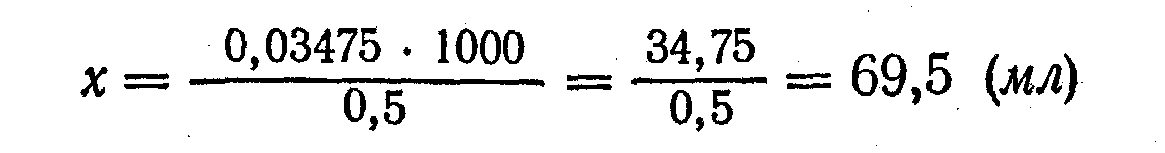 x = 0,03475 · 1000 / 0,5 = 34,75 / 0,5 = 69,5 (мл)